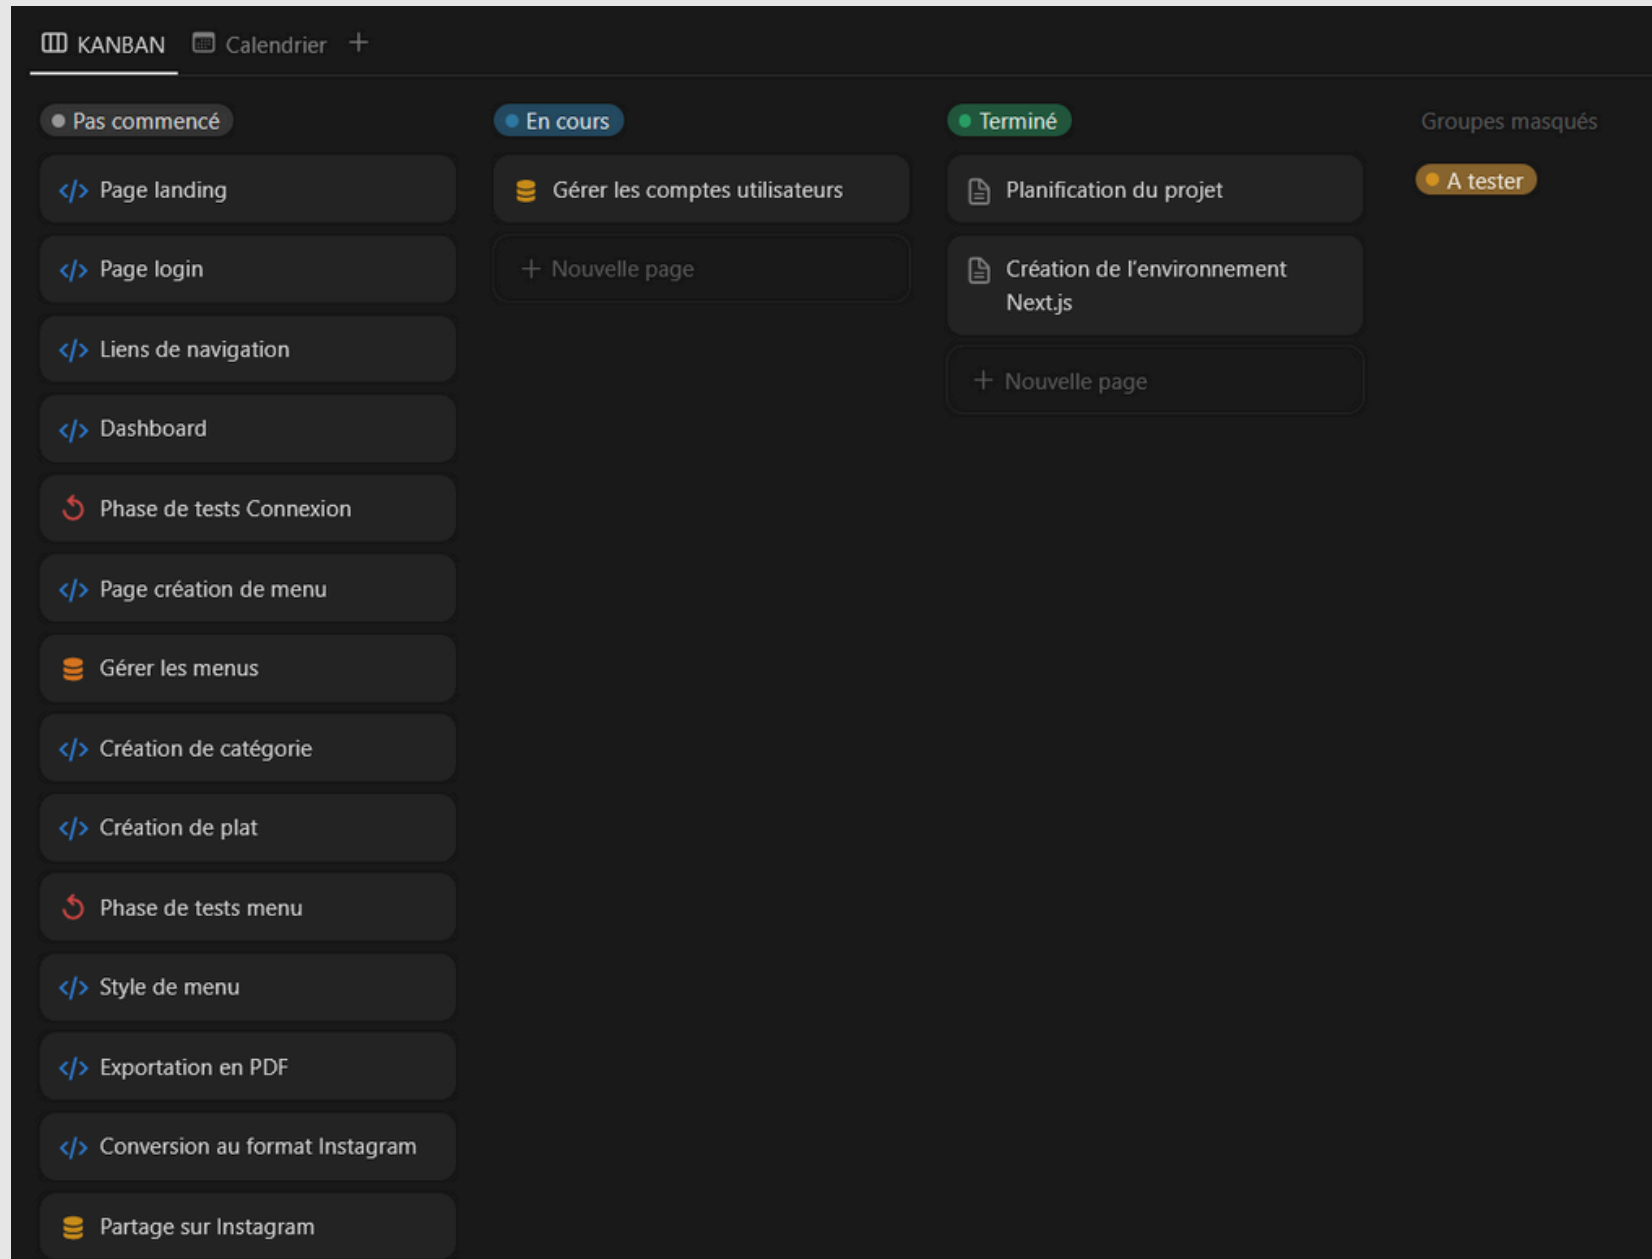 KANBAN
Calendrier
Pas commencé
Page landing
Page login
Liens de navigation
Dashboard
Phase de tests Connexion
Page création de menu
Gérer les menus
Création de catégorie
Création de plat
Phase de tests menu
Style de menu
Exportation en PDF
Conversion au format Instagram
Partage sur Instagram
En cours
Gérer les comptes utilisateurs
+ Nouvelle page
Terminé
Planification du projet
Création de l'environnement
Next.js
+ Nouvelle page
Groupes masqués
A tester